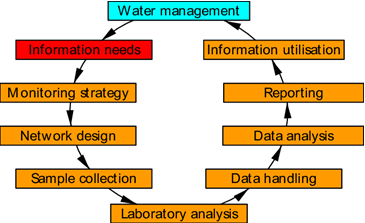 Water management
Information needs
Information utilisation
Monitoring strategy
Reporting
Network design
Data analysis
Sample collection
Data handling
Laboratory analysis